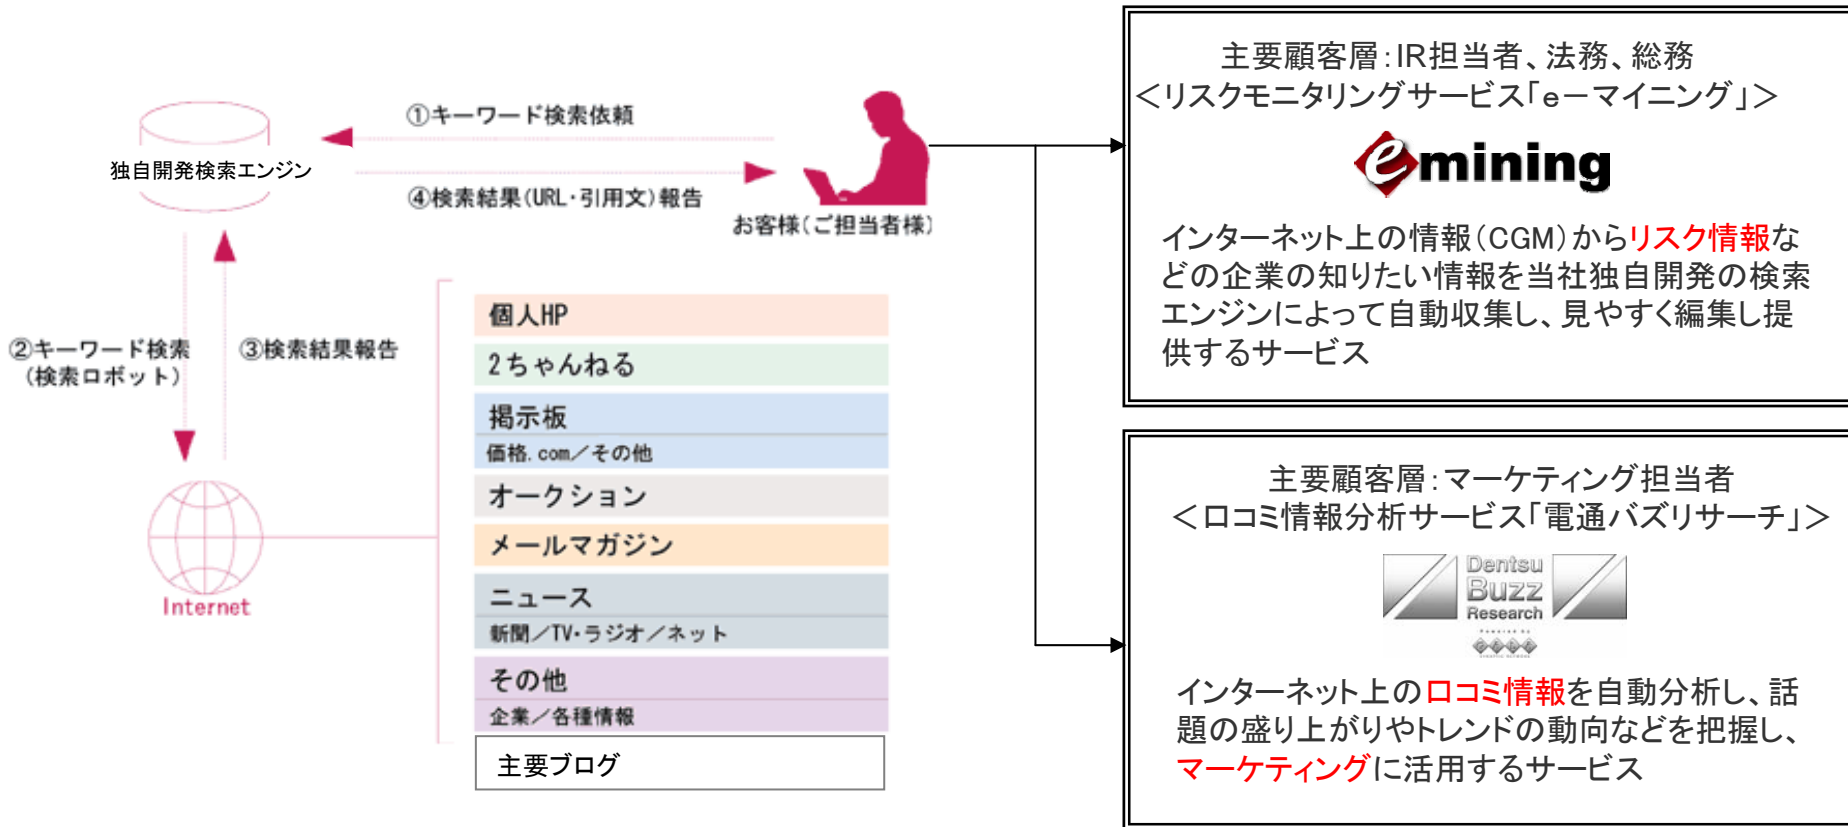 ①キーワード検索依頼
独自開発検索エンジン
④検索結果(URL・引用文)報告
お客様(ご担当者様)
②キーワード検索
(検索ロボット)
③検索結果報告
Internet
個人HP
2ちゃんねる
掲示板
価格.com/その他
オークション
メールマガジン
ニュース
新聞/TV・ラジオ/ネット
その他
企業/各種情報
主要ブログ
主要顧客層:IR担当者、法務、総務
<リスクモニタリングサービス「e-マイニング」>
e mining
インターネット上の情報(CGM)からリスク情報な
どの企業の知りたい情報を当社独自開発の検索
エンジンによって自動収集し、見やすく編集し提
供するサービス
主要顧客層:マーケティング担当者
<口コミ情報分析サービス「電通バズリサーチ」>
Dentsu
Buzz
Research
Powered by
インターネット上の口コミ情報を自動分析し、話
題の盛り上がりやトレンドの動向などを把握し、
マーケティングに活用するサービス